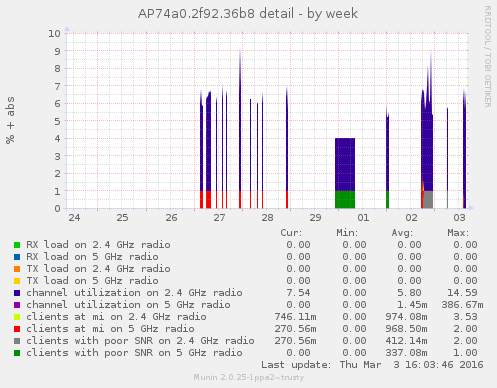 AP74a0.2f92.36b8 detail - by week
RRDTOOL / TOBI OETIKER
% + abs
10
9
8
7
6
5
4
3
2
1
0
24 25 26 27 28 29 01 02 03
Cur: Min: Avg: Max:
RX load on 2.4 GHz radio 0.00 0.00 0.00 0.00
RX load on 5 GHz radio 0.00 0.00 0.00 0.00
TX load on 2.4 GHz radio 0.00 0.00 0.00 0.00
TX load on 5 GHz radio 0.00 0.00 0.00 0.00
channel utilization on 2.4 GHz radio 7.54 0.00 5.80 14.59
channel utilization on 5 GHz radio 0.00 0.00 1.45m 386.67m
clients at mi on 2.4 GHz radio 746.11m 0.00 974.08m 3.53
clients at mi on 5 GHz radio 270.56m 0.00 968.50m 2.00
clients with poor SNR on 2.4 GHz radio 270.56m 0.00 412.14m 2.00
clients with poor SNR on 5 GHz radio 0.00 0.00 337.08m 1.00
Last update: Thu Mar 3 16:03:46 2016
Munin 2.0.25-1ppa2~trusty